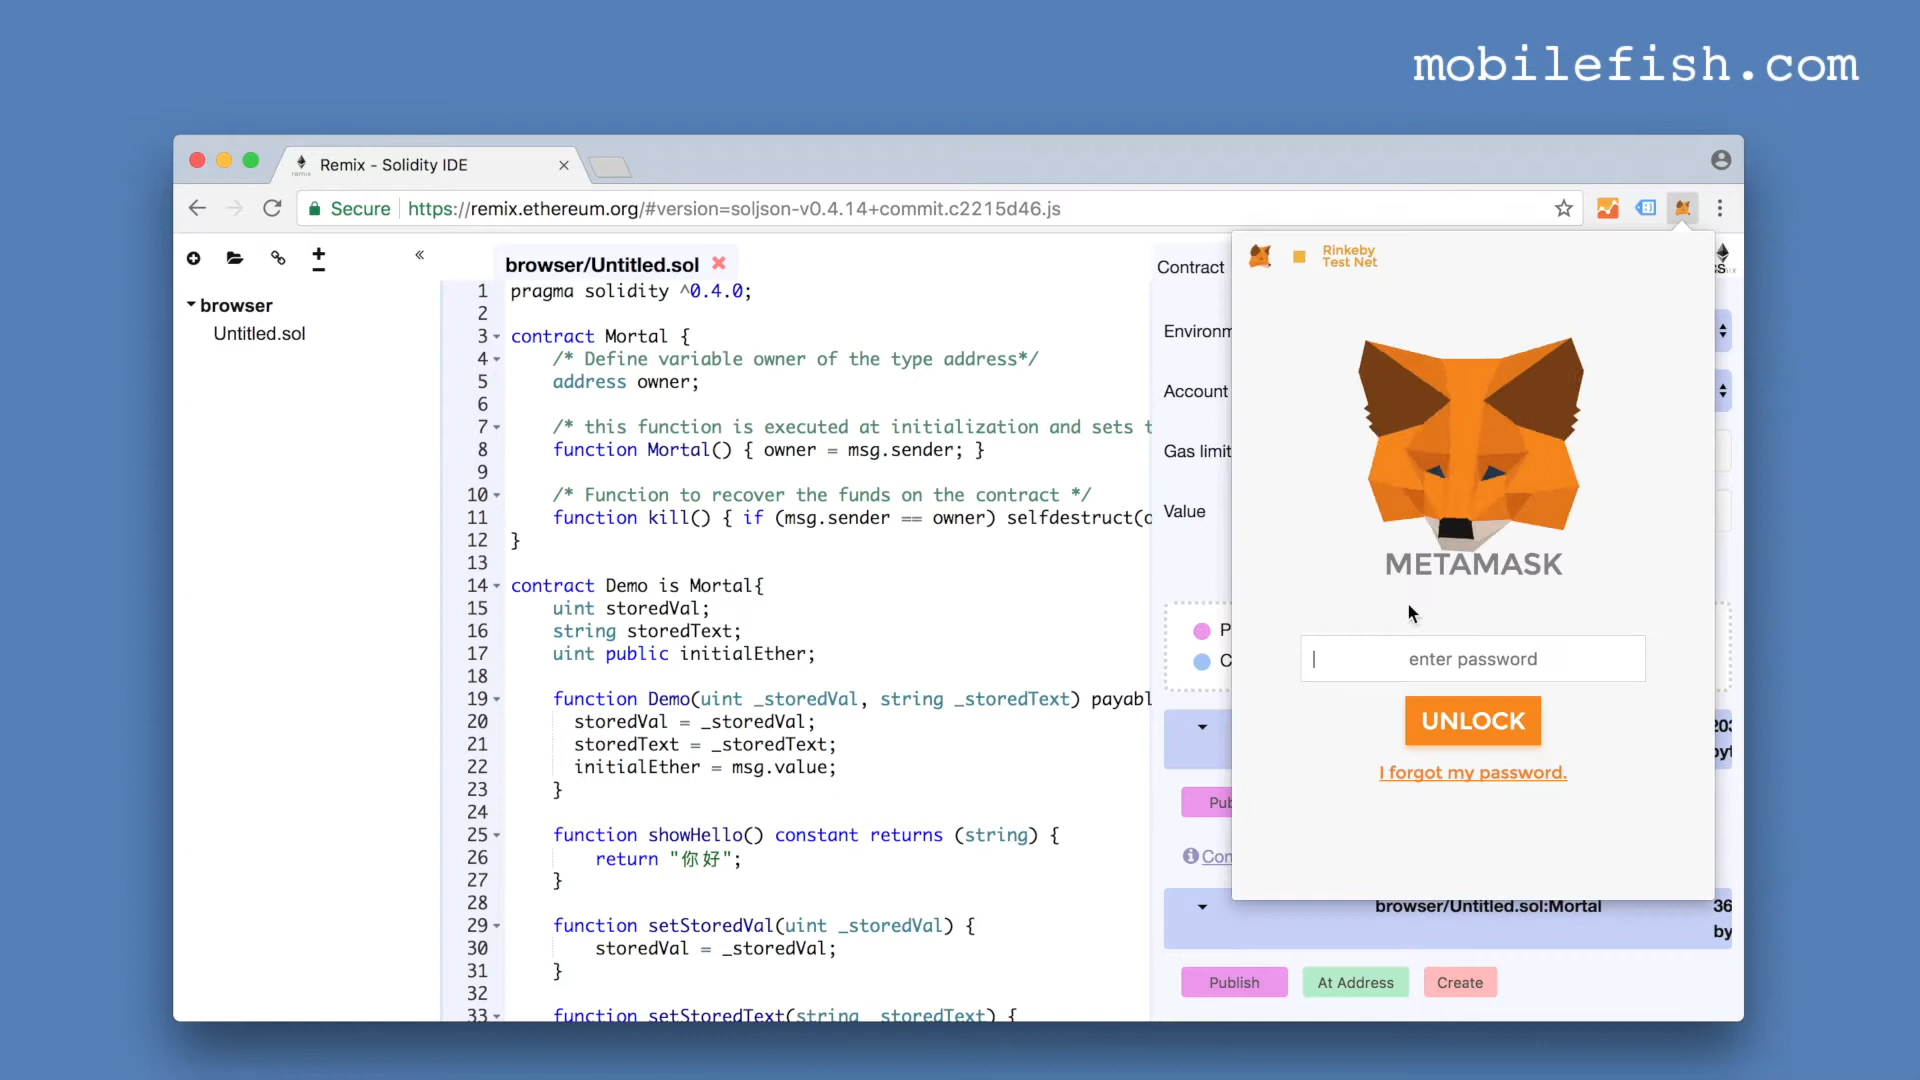 mobilefish.com
Remix - Solidity IDE
Secure
https://remix.ethereum.org/#version=soljson-v0.4.14+commit.c2215d46.js
browser
Untitled.sol
browser/Untitled.sol
1 pragma solidity ^0.4.0;
2
3 contract Mortal {
4 /* Define variable owner of the type address*/
5 address owner;
6
7 /* this function is executed at initialization and sets t
8 function Mortal() { owner = msg.sender; }
9
10 /* Function to recover the funds on the contract */
11 function kill() { if (msg.sender == owner) selfdestruct(o
12 }
13
14 contract Demo is Mortal{
15 uint storedVal;
16 string storedText;
17 uint public initialEther;
18
19 function Demo(uint _storedVal, string _storedText) payabl
20 storedVal = _storedVal;
21 storedText = _storedText;
22 initialEther = msg.value;
23 }
24
25 function showHello() constant returns (string) {
26 return "你好";
27 }
28
29 function setStoredVal(uint _storedVal) {
30 storedVal = _storedVal;
31 }
32
33 function setStoredText(string _storedText) {
Contract
Environm
Account
Gas limit
Value
P
C
Pub
Con
browser/Untitled.sol:Mortal
36
by
Publish
At Address
Create
Rinkeby
Test Net
METAMASK
enter password
UNLOCK
I forgot my password.